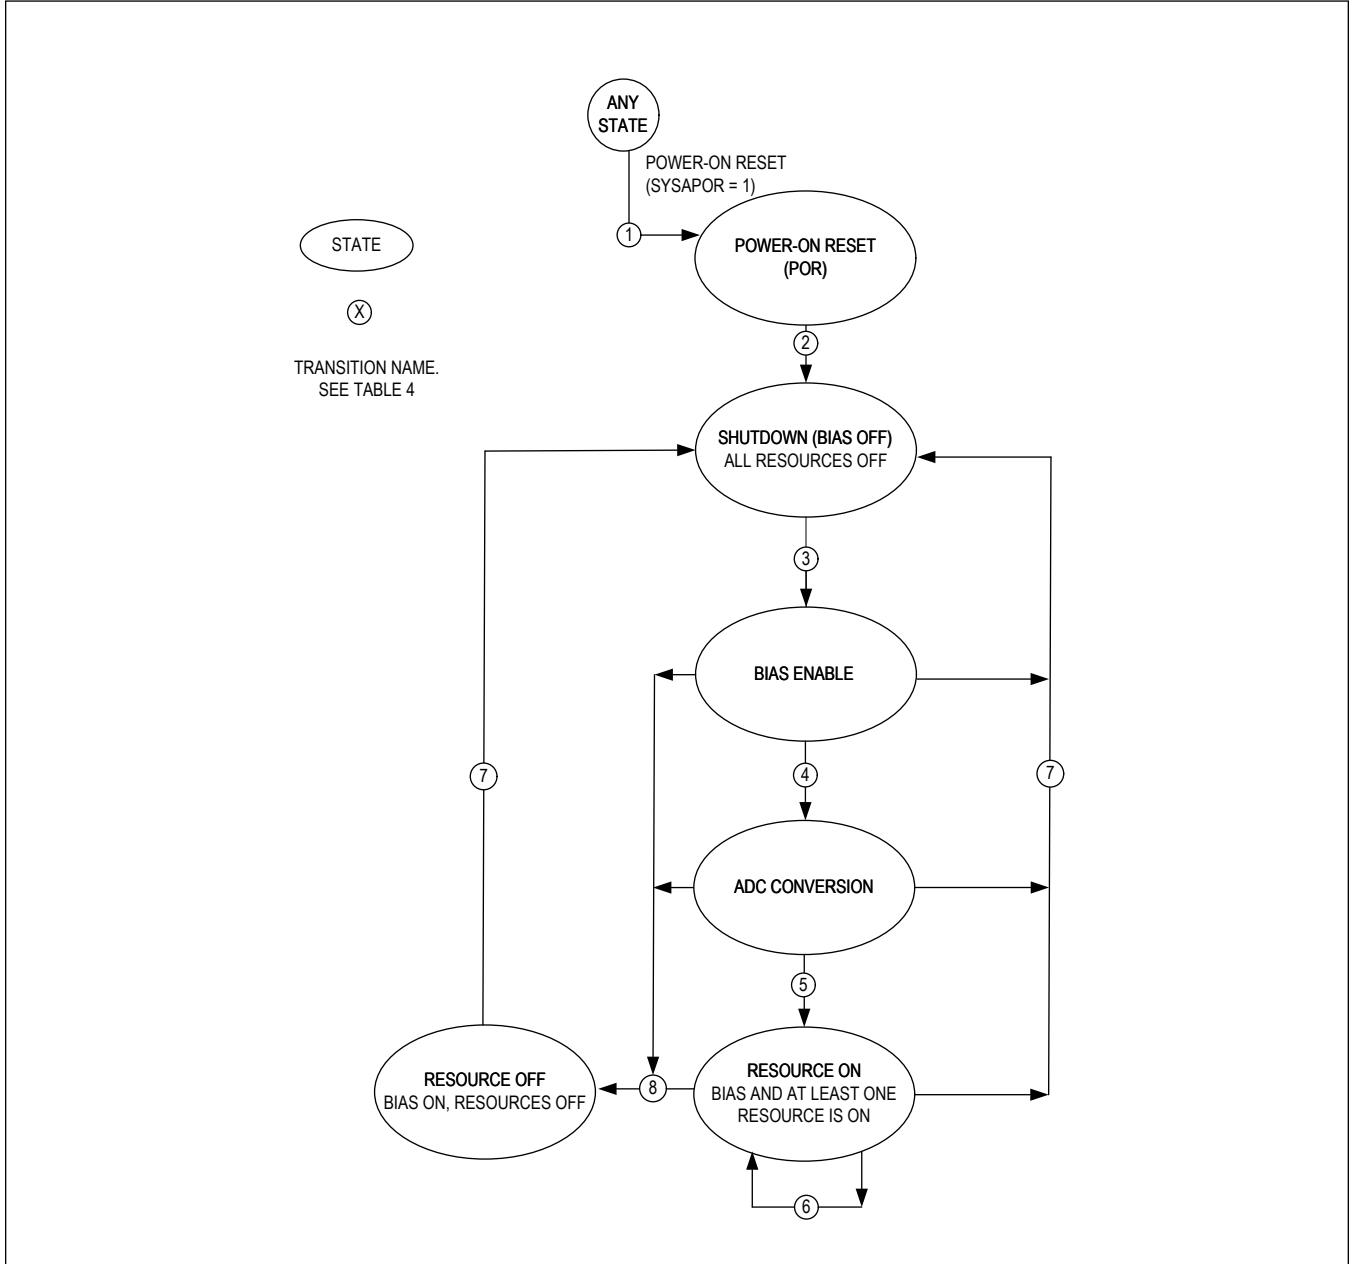 ANY
STATE
POWER-ON RESET
(SYSAPOR = 1)
1
POWER-ON RESET
(POR)
STATE
X
TRANSITION NAME.
SEE TABLE 4
2
SHUTDOWN (BIAS OFF)
ALL RESOURCES OFF
3
BIAS ENABLE
7
4
7
ADC CONVERSION
5
RESOURCE OFF
BIAS ON, RESOURCES OFF
8
RESOURCE ON
BIAS AND AT LEAST ONE
RESOURCE IS ON
6